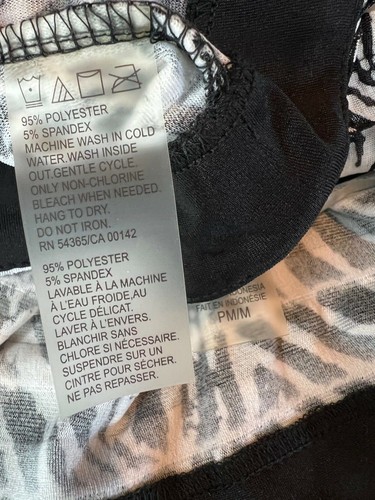 95% POLYESTER
5% SPANDEX
MACHINE WASH IN COLD
WATER.WASH INSIDE
OUT.GENTLE CYCLE.
ONLY NON-CHLORINE
BLEACH WHEN NEEDED.
HANG TO DRY.
DO NOT IRON.
RN 54365/CA 00142
95% POLYESTER
5% SPANDEX
LAVABLE À LA MACHINE
À L'EAU FROIDE,AU
CYCLE DÉLICAT.
LAVER À L'ENVERS.
BLANCHIR SANS
CHLORE SI NÉCESSAIRE.
SUSPENDRE SUR UN
CINTRE POUR SÉCHER.
NE PAS REPASSER.
FAIT EN INDONÉSIE
PM/M